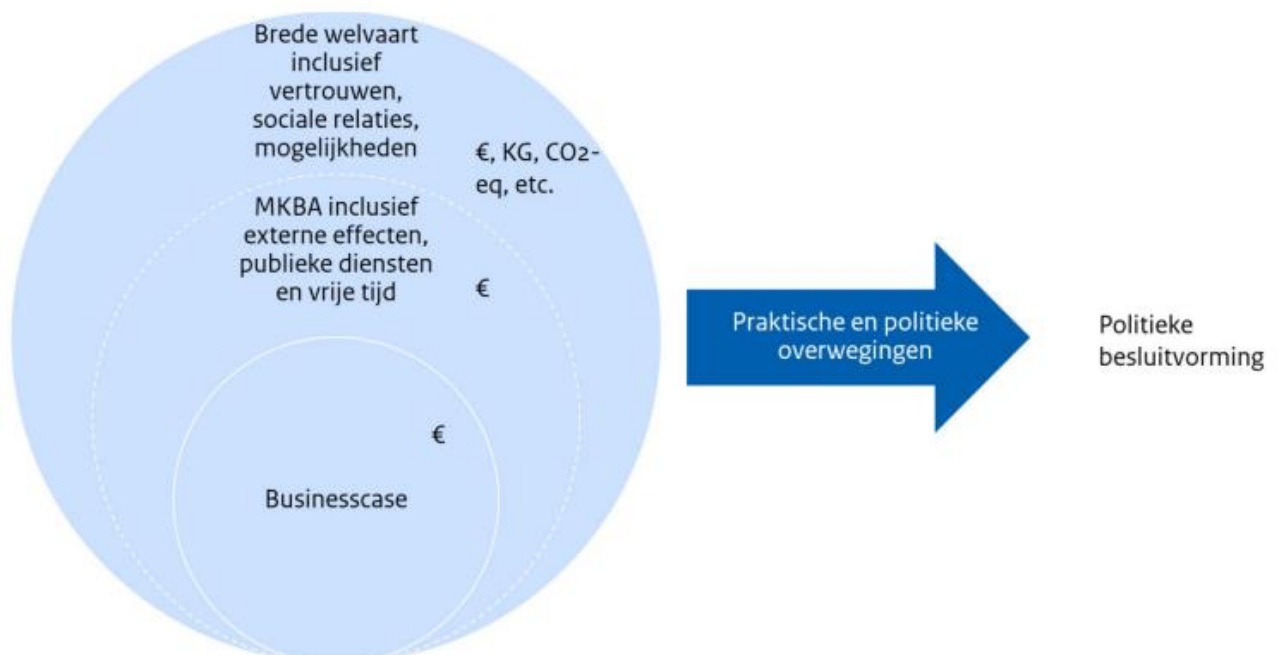 Brede welvaart
inclusief
vertrouwen,
sociale relaties,
mogelijkheden
€, KG, CO2-
eq, etc.
MKBA inclusief
externe effecten,
publieke diensten
en vrije tijd
€
€
Businesscase
Praktische en politieke
overwegingen
Politieke
besluitvorming